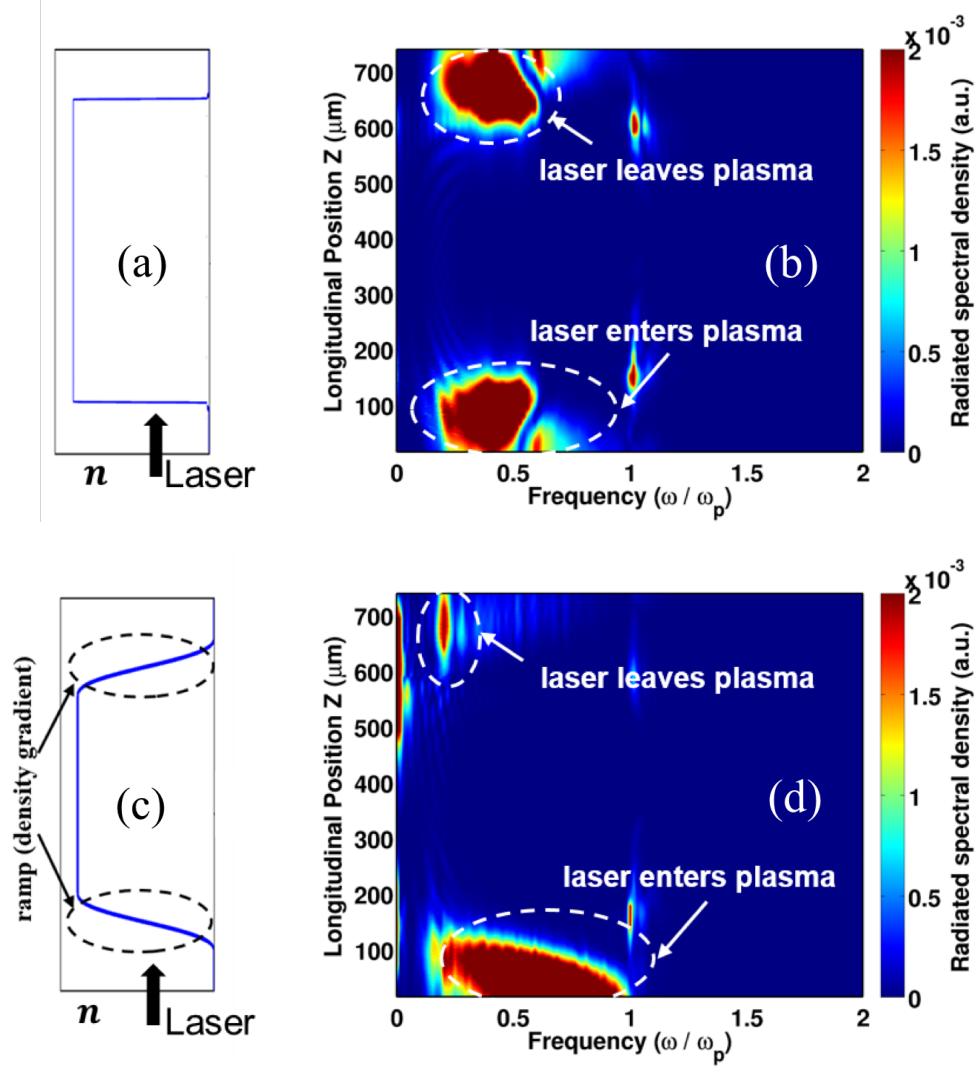 (a)
n
Laser
× 10⁻³
700
600
500
400
300
200
100
Longitudinal Position Z (μm)
0
0.5
1
1.5
2
Frequency (ω / ωₚ)
laser leaves plasma
(b)
laser enters plasma
2
1.5
1
0.5
0
Radiated spectral density (a.u.)
ramp (density gradient)
(c)
n
Laser
× 10⁻³
700
600
500
400
300
200
100
Longitudinal Position Z (μm)
0
0.5
1
1.5
2
Frequency (ω / ωₚ)
laser leaves plasma
(d)
laser enters plasma
2
1.5
1
0.5
0
Radiated spectral density (a.u.)